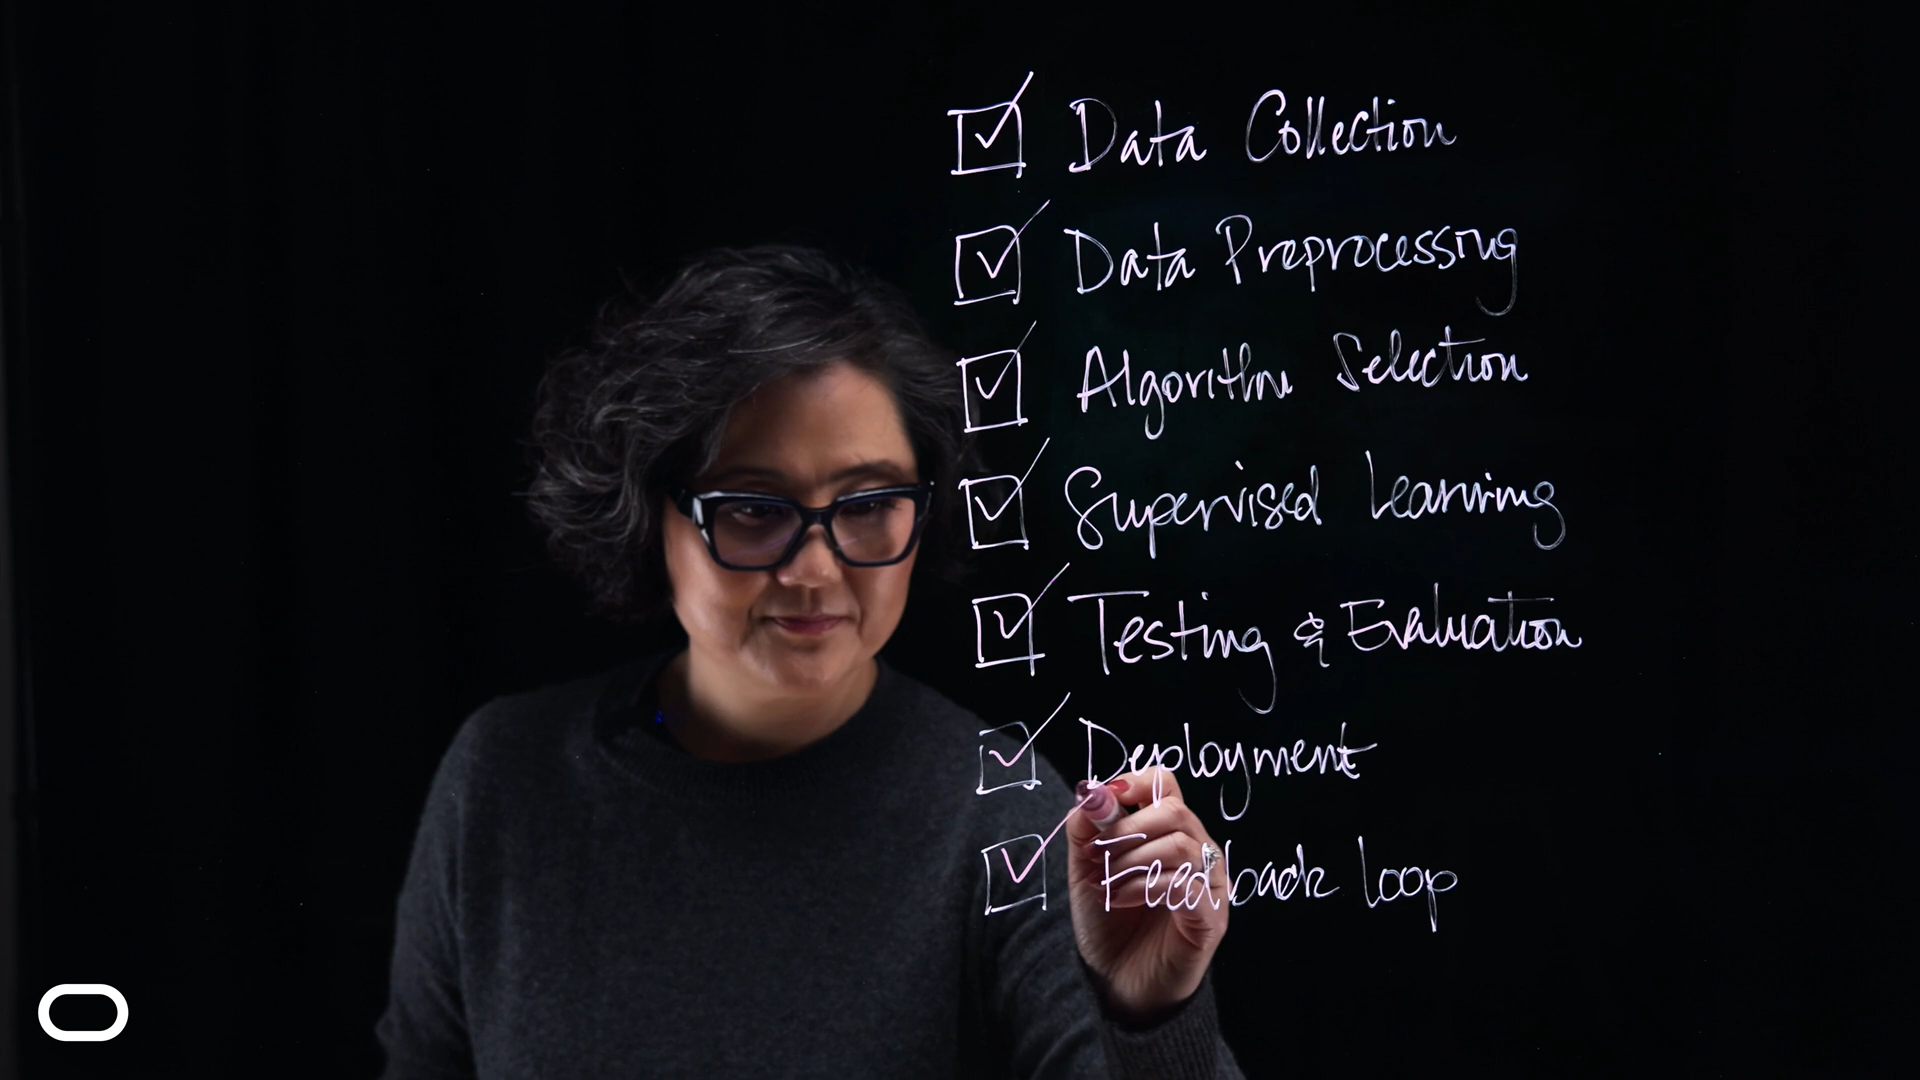 Data Collection
Data Preprocessing
Algorithm Selection
Supervised Learning
Testing & Evaluation
Deployment
Feedback loop